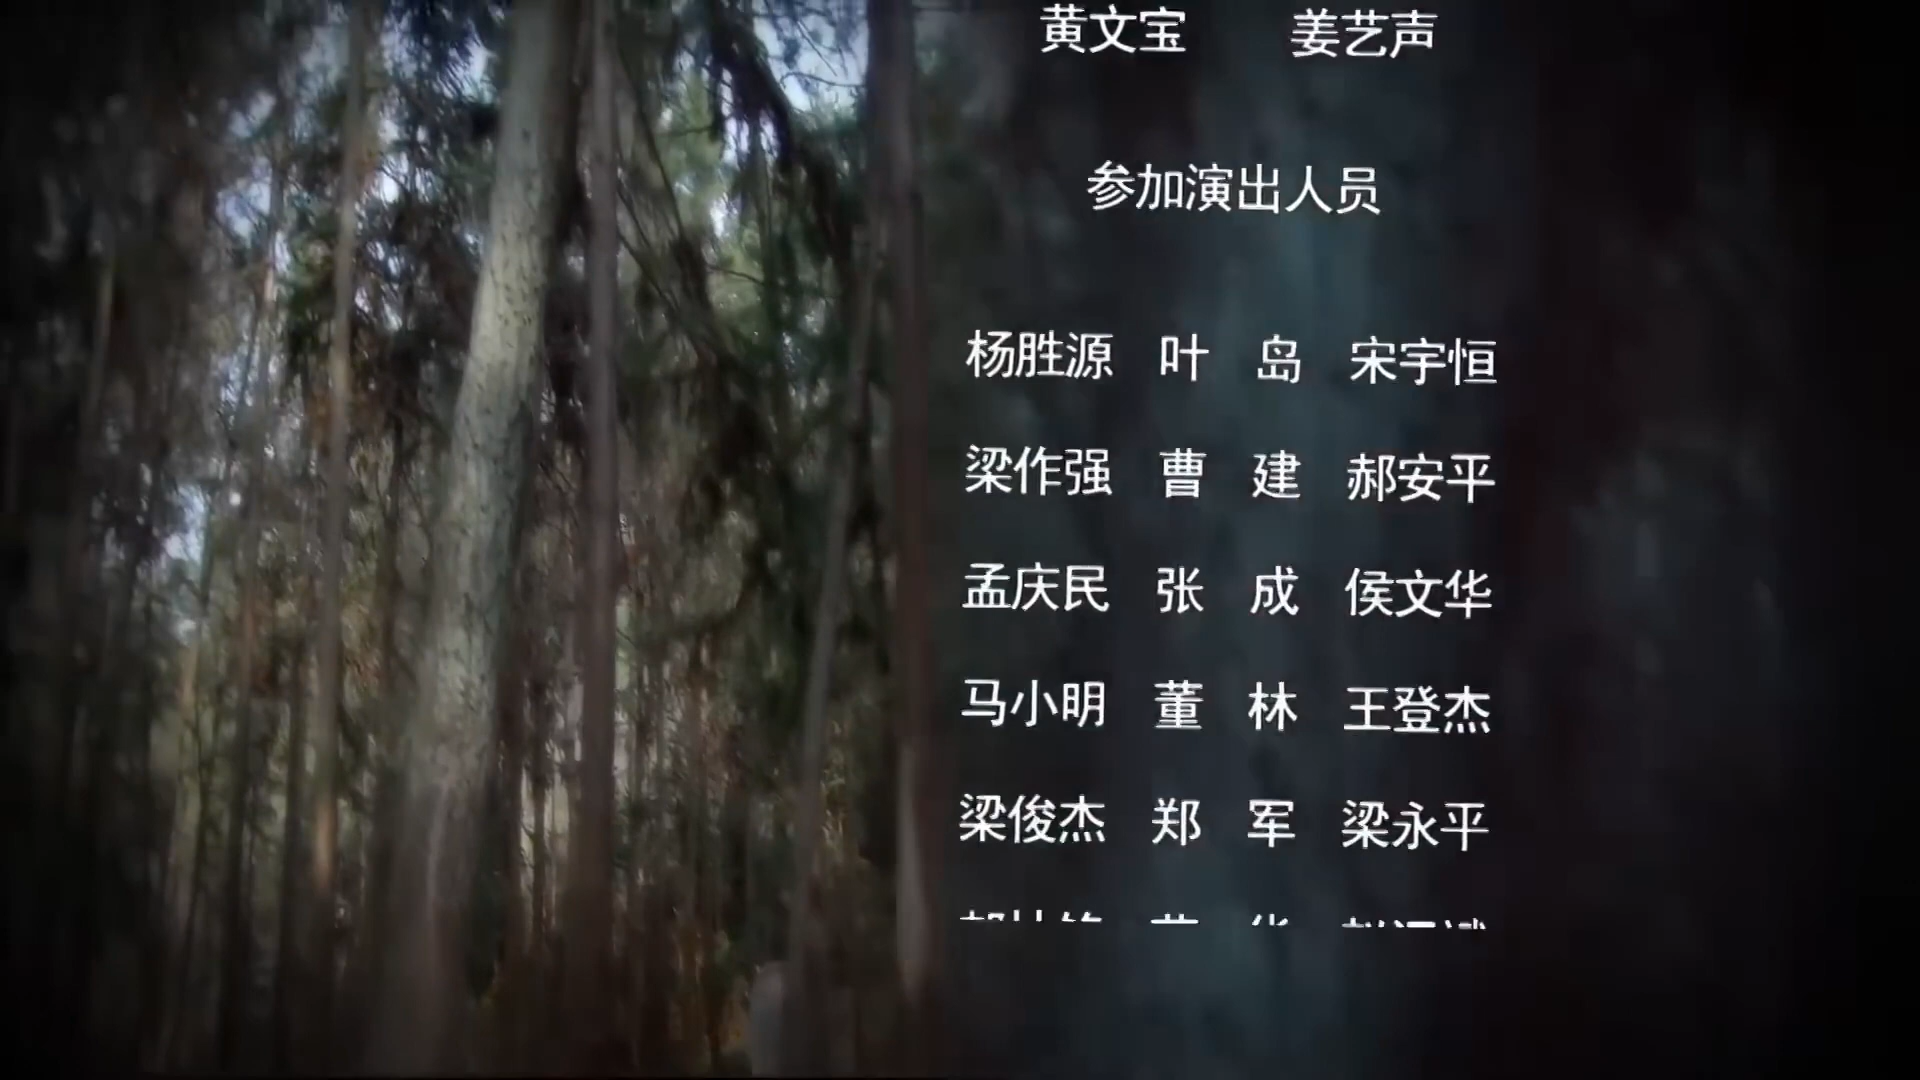 黄文宝 姜艺声
参加演出人员
杨胜源 叶 岛 宋宇恒
梁作强 曹 建 郝安平
孟庆民 张 成 侯文华
马小明 董 林 王登杰
梁俊杰 郑 军 梁永平